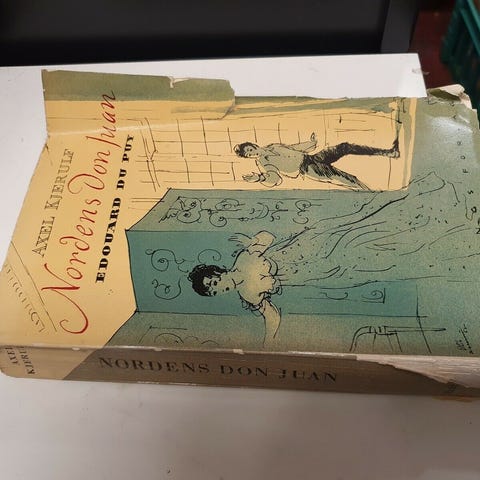 AXEL KJERULF
Nordens Don Juan
EDOUARD DU PUY
AXEL
KJERULF
NORDENS DON JUAN